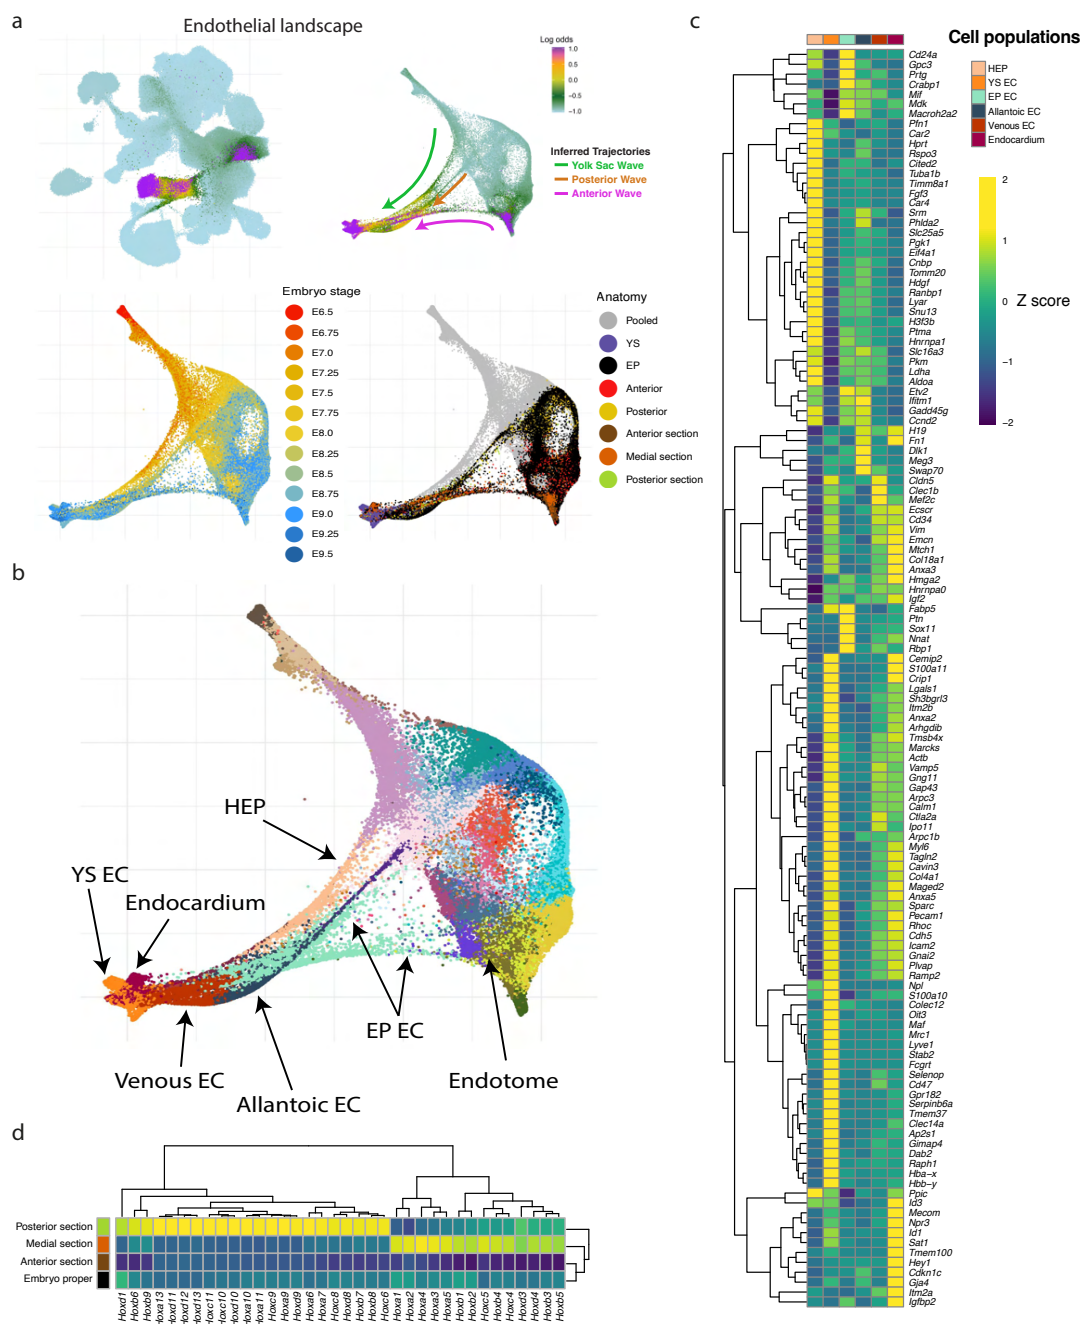 a
Endothelial landscape
Log odds
1.0
0.5
0.0
−0.5
−1.0
Inferred Trajectories
Yolk Sac Wave
Posterior Wave
Anterior Wave
Embryo stage
E6.5
E6.75
E7.0
E7.25
E7.5
E7.75
E8.0
E8.25
E8.5
E8.75
E9.0
E9.25
E9.5
Anatomy
Pooled
YS
EP
Anterior
Posterior
Anterior section
Medial section
Posterior section
b
HEP
YS EC
Endocardium
EP EC
Venous EC
Endotome
Allantoic EC
c
Cell populations
HEP
YS EC
EP EC
Allantoic EC
Venous EC
Endocardium
2
1
0
−1
−2
Z score
Cd24a
Gpc3
Prtg
Crabp1
Mif
Mdk
Macroh2a2
Pfn1
Car2
Hprt
Rspo3
Cited2
Tuba1b
Timm8a1
Fgf3
Car4
Srm
Phlda2
Slc25a5
Pgk1
Eif4a1
Cnbp
Tomm20
Hdgf
Ranbp1
Lyar
Snu13
H3f3b
Ptma
Hnrnpa1
Slc16a3
Pkm
Ldha
Aldoa
Etv2
Ifitm1
Gadd45g
Ccnd2
H19
Fn1
Dlk1
Meg3
Swap70
Cldn5
Clec1b
Mef2c
Ecscr
Cd34
Vim
Emcn
Mtch1
Col18a1
Anxa3
Hmga2
Hnrnpa0
Igf2
Fabp5
Ptn
Sox11
Nnat
Rbp1
Cemip2
S100a11
Crip1
Lgals1
Sh3bgrl3
Itm2b
Anxa2
Arhgdib
Tmsb4x
Marcks
Actb
Vamp5
Gng11
Gap43
Arpc3
Calm1
Ctla2a
Ipo11
Arpc1b
Myl6
Tagln2
Cavin3
Col4a1
Maged2
Anxa5
Sparc
Pecam1
Rhoc
Cdh5
Icam2
Gnai2
Plvap
Ramp2
Npl
S100a10
Colec12
Oit3
Maf
Mrc1
Lyve1
Stab2
Fcgrt
Selenop
Cd47
Gpr182
Serpinb6a
Tmem37
Clec14a
Ap2s1
Gimap4
Dab2
Raph1
Hba−x
Hbb−y
Ppic
Id3
Mecom
Npr3
Id1
Sat1
Tmem100
Hey1
Cdkn1c
Gja4
Itm2a
Igfbp2
d
Posterior section
Medial section
Anterior section
Embryo proper
Hoxd1
Hoxb6
Hoxb9
Hoxa13
Hoxd11
Hoxd12
Hoxd13
Hoxc11
Hoxc10
Hoxd10
Hoxa10
Hoxa11
Hoxc9
Hoxa9
Hoxd9
Hoxa6
Hoxa7
Hoxc8
Hoxd8
Hoxb7
Hoxb8
Hoxc6
Hoxa1
Hoxa2
Hoxa4
Hoxa3
Hoxa5
Hoxb1
Hoxb2
Hoxc5
Hoxb4
Hoxc4
Hoxd3
Hoxd4
Hoxb3
Hoxb5